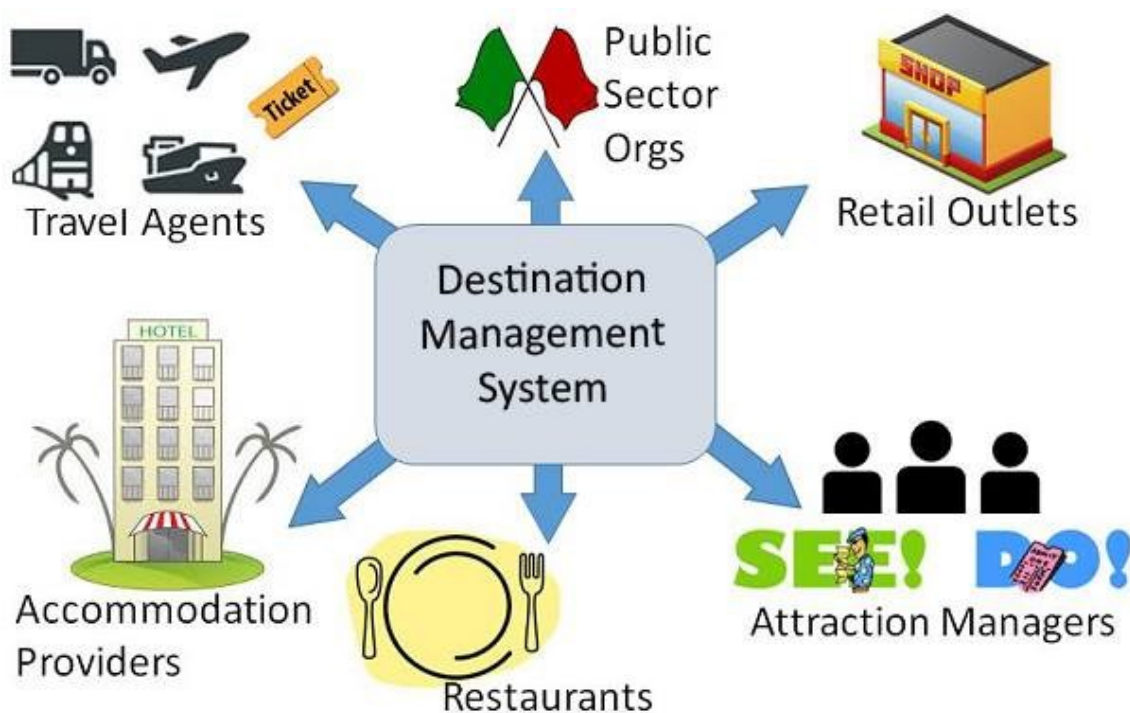 Ticket
Travel Agents
Public
Sector
Orgs
SHOP
Retail Outlets
Destination
Management
System
HOTEL
Accommodation
Providers
Restaurants
SEE!
DO!
Attraction Managers